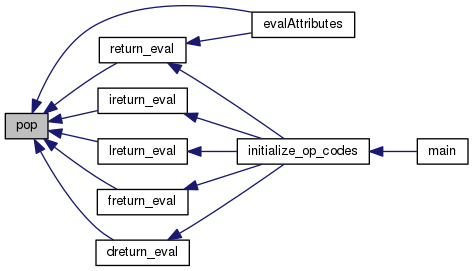 evalAttributes
return_eval
ireturn_eval
pop
lreturn_eval
initialize_op_codes
main
freturn_eval
dreturn_eval